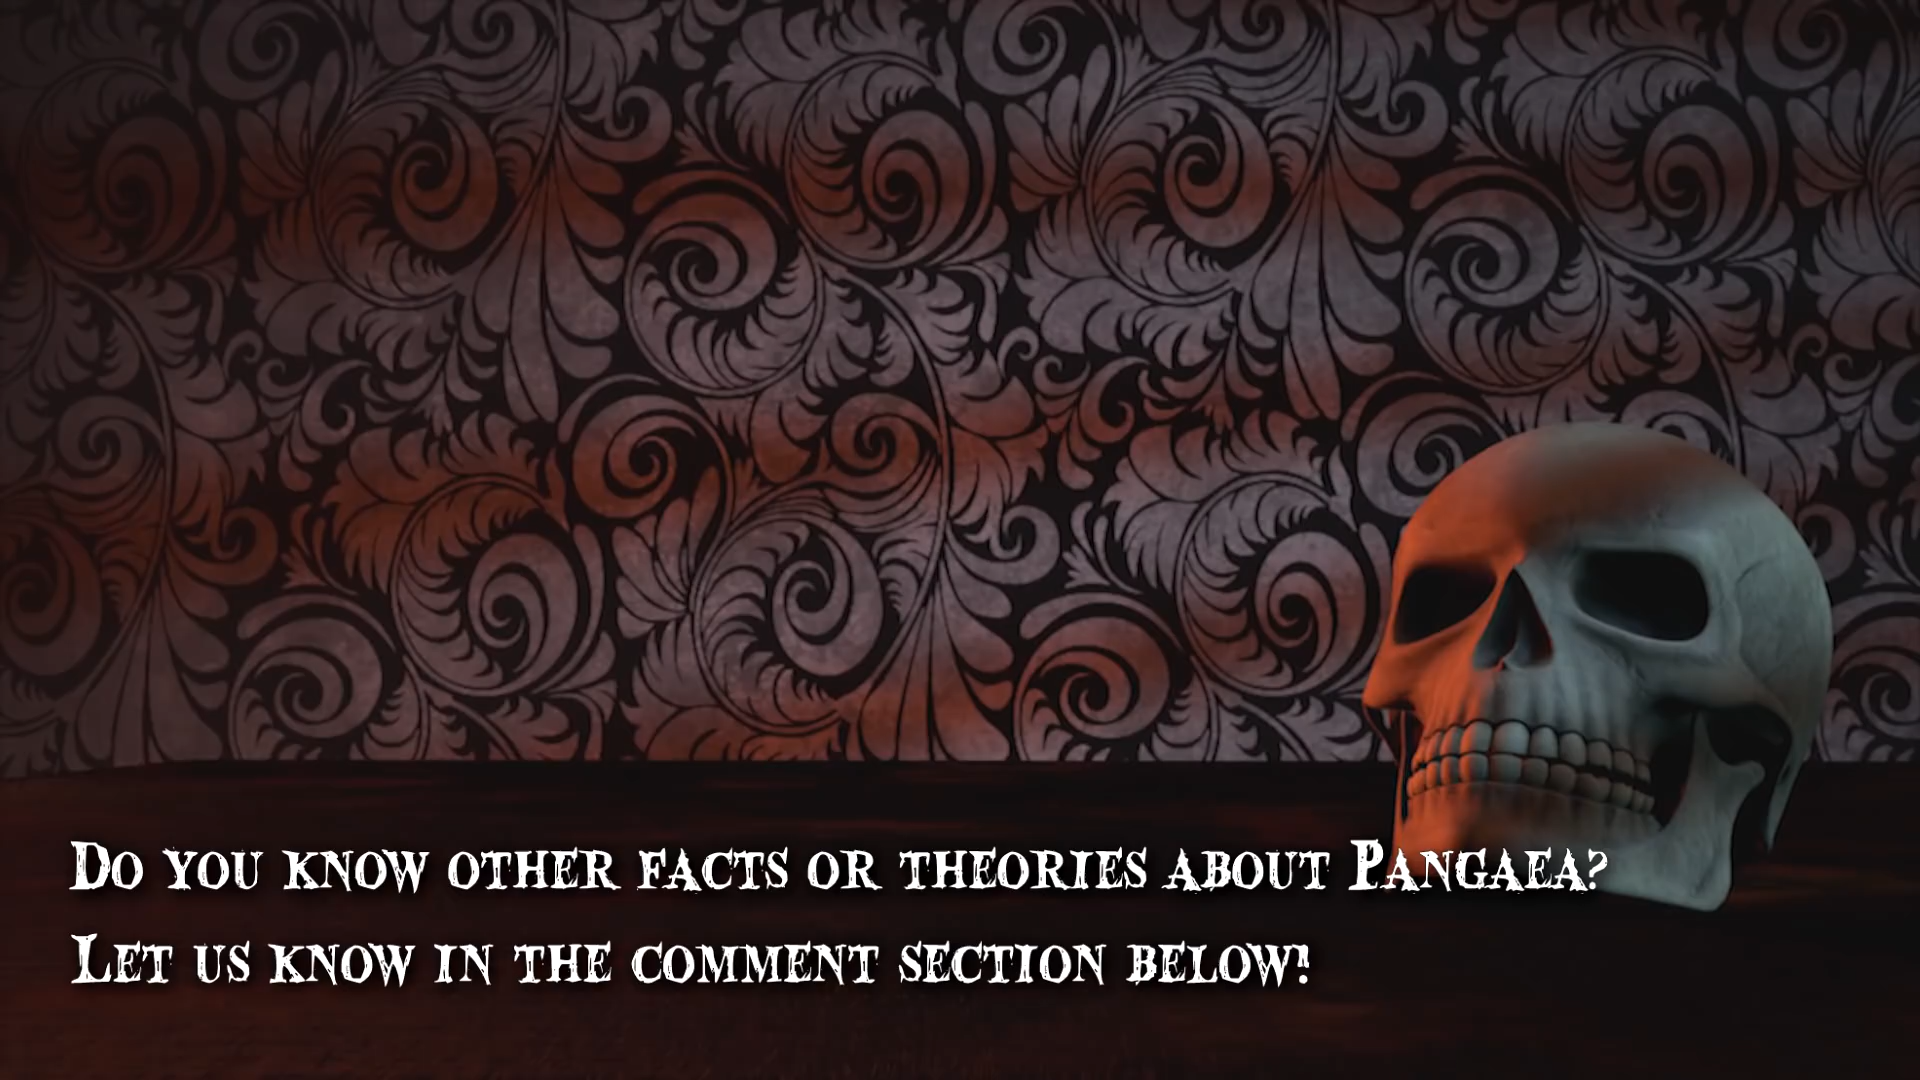 Do you know other facts or theories about Pangaea?
Let us know in the comment section below!